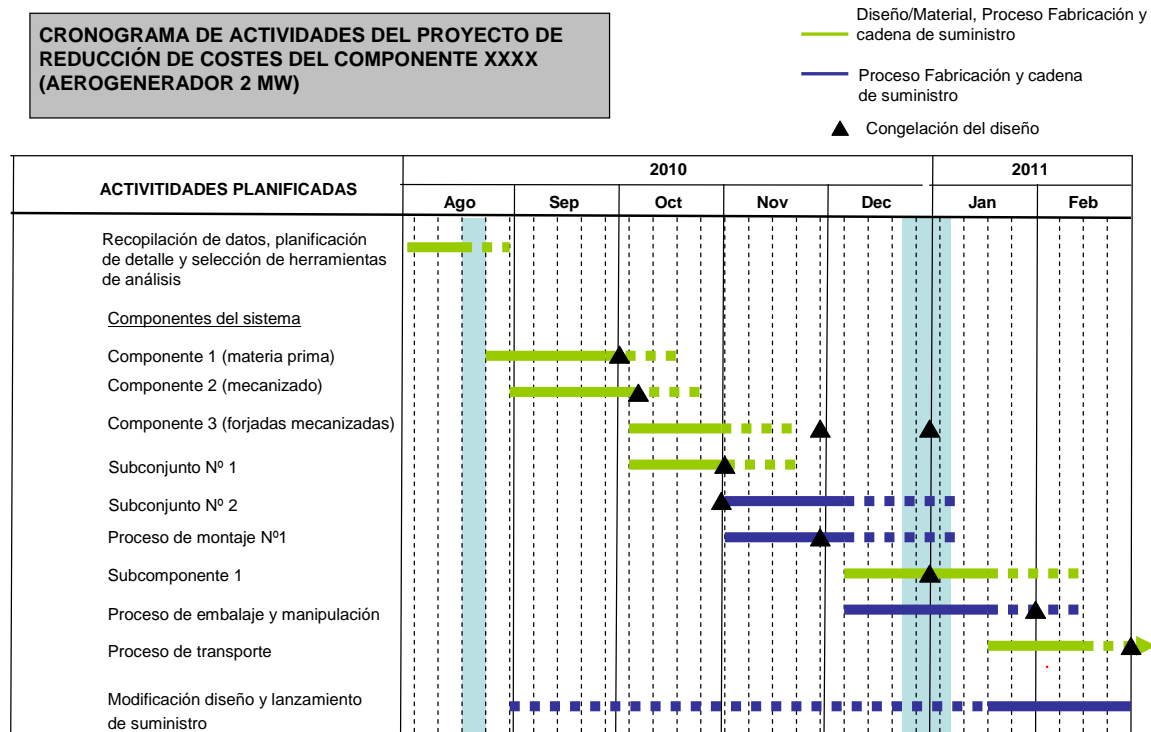 CRONOGRAMA DE ACTIVIDADES DEL PROYECTO DE
REDUCCIÓN DE COSTES DEL COMPONENTE XXXX
(AEROGENERADOR 2 MW)
Diseño/Material, Proceso Fabricación y
cadena de suministro
Proceso Fabricación y cadena
de suministro
Congelación del diseño
ACTIVITIDADES PLANIFICADAS
2010
2011
Ago
Sep
Oct
Nov
Dec
Jan
Feb
Recopilación de datos, planificación
de detalle y selección de herramientas
de análisis
Componentes del sistema
Componente 1 (materia prima)
Componente 2 (mecanizado)
Componente 3 (forjadas mecanizadas)
Subconjunto Nº 1
Subconjunto Nº 2
Proceso de montaje Nº1
Subcomponente 1
Proceso de embalaje y manipulación
Proceso de transporte
Modificación diseño y lanzamiento
de suministro